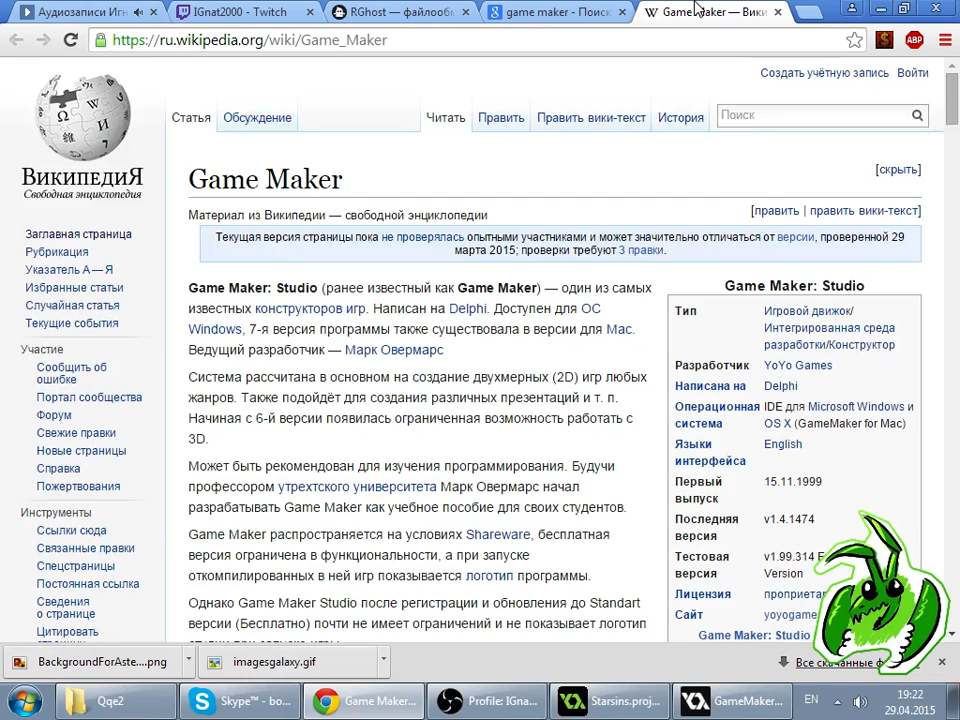 Аудиозаписи Игн
IGnat2000 - Twitch
RGhost — файлообм
game maker - Поиск
Game Maker — Вики
https://ru.wikipedia.org/wiki/Game_Maker
ABP
Создать учётную запись Войти
Статья Обсуждение Читать Править Править вики-текст История Поиск
ВикипедиЯ
Свободная энциклопедия
Заглавная страница
Рубрикация
Указатель А — Я
Избранные статьи
Случайная статья
Текущие события
Участие
Сообщить об
ошибке
Портал сообщества
Форум
Свежие правки
Новые страницы
Справка
Пожертвования
Инструменты
Ссылки сюда
Связанные правки
Спецстраницы
Постоянная ссылка
Сведения
о странице
Цитировать
[скрыть]
Game Maker
Материал из Википедии — свободной энциклопедии
[править | править вики-текст]
Текущая версия страницы пока не проверялась опытными участниками и может значительно отличаться от версии, проверенной 29
марта 2015; проверки требуют 3 правки.
Game Maker: Studio (ранее известный как Game Maker) — один из самых
известных конструкторов игр. Написан на Delphi. Доступен для ОС
Windows, 7-я версия программы также существовала в версии для Mac.
Ведущий разработчик — Марк Овермарс
Система рассчитана в основном на создание двухмерных (2D) игр любых
жанров. Также подойдёт для создания различных презентаций и т. п.
Начиная с 6-й версии появилась ограниченная возможность работать с
3D.
Может быть рекомендован для изучения программирования. Будучи
профессором утрехтского университета Марк Овермарс начал
разрабатывать Game Maker как учебное пособие для своих студентов.
Game Maker распространяется на условиях Shareware, бесплатная
версия ограничена в функциональности, а при запуске
откомпилированных в ней игр показывается логотип программы.
Однако Game Maker Studio после регистрации и обновления до Standart
версии (Бесплатно) почти не имеет ограничений и не показывает логотип
Game Maker: Studio
Тип Игровой движок/
Интегрированная среда
разработки/Конструктор
Разработчик YoYo Games
Написана на Delphi
Операционная IDE для Microsoft Windows и
система OS X (GameMaker for Mac)
Языки English
интерфейса
Первый 15.11.1999
выпуск
Последняя v1.4.1474
версия
Тестовая v1.99.314 E
версия Version
Лицензия проприетар
Сайт yoyogame
Game Maker: Studio
BackgroundForAste....png
imagesgalaxy.gif
Все скачанные ф
Qqe2
Skype™ - bo...
Game Maker...
Profile: IGna...
Starsins.proj...
GameMaker...
EN
19:22
29.04.2015